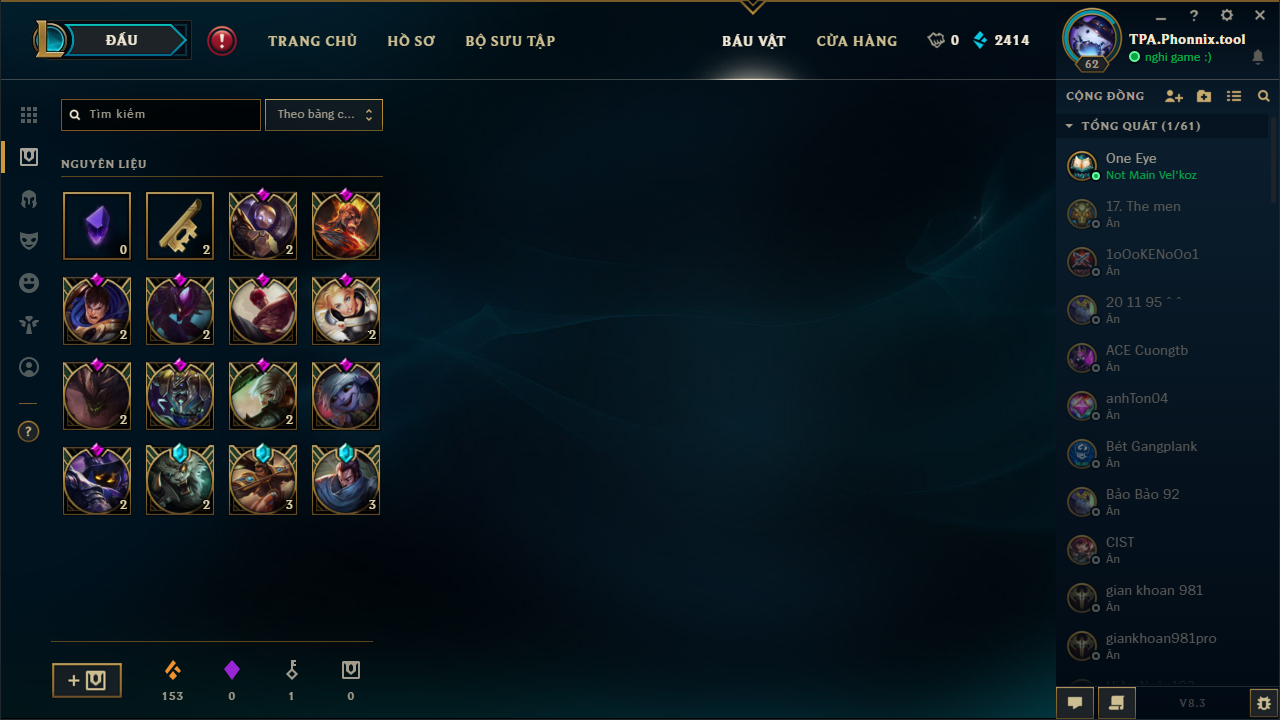 ĐẤU
TRANG CHỦ
HỒ SƠ
BỘ SƯU TẬP
BÁU VẬT
CỬA HÀNG
0
2414
62
TPA.Phonnix.tool
nghi game :)
Tìm kiếm
Theo bảng c...
NGUYÊN LIỆU
0
2
2
2
2
2
2
2
2
2
3
3
153
0
1
0
CỘNG ĐỒNG
TỔNG QUÁT (1/61)
One Eye
Not Main Vel'koz
17. The men
Ẩn
1oOoKENoOo1
Ẩn
20 11 95 ^ ^
Ẩn
ACE Cuongtb
Ẩn
anhTon04
Ẩn
Bét Gangplank
Ẩn
Bảo Bảo 92
Ẩn
CIST
Ẩn
gian khoan 981
Ẩn
giankhoan981pro
Ẩn
V8.3